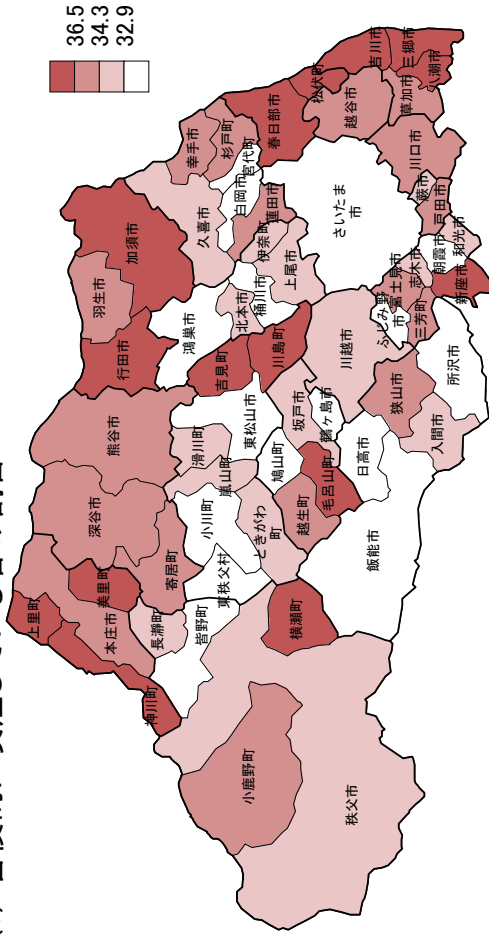 36.5
34.3
32.9
上里町
神川町
美里町
本庄市
深谷市
熊谷市
行田市
羽生市
加須市
長瀞町
寄居町
皆野町
東秩父村
小川町
嵐山町
滑川町
東松山市
吉見町
鴻巣市
北本市
桶川市
久喜市
幸手市
杉戸町
宮代町
白岡市
蓮田市
伊奈町
上尾市
春日部市
松伏町
越谷市
吉川市
三郷市
八潮市
草加市
川口市
さいたま
市
蕨市
戸田市
和光市
朝霞市
新座市
志木市
富士見市
ふじみ野
市
三芳町
川越市
川島町
坂戸市
鶴ヶ島市
鳩山町
毛呂山町
越生町
ときがわ
町
日高市
狭山市
入間市
所沢市
飯能市
横瀬町
小鹿野町
秩父市